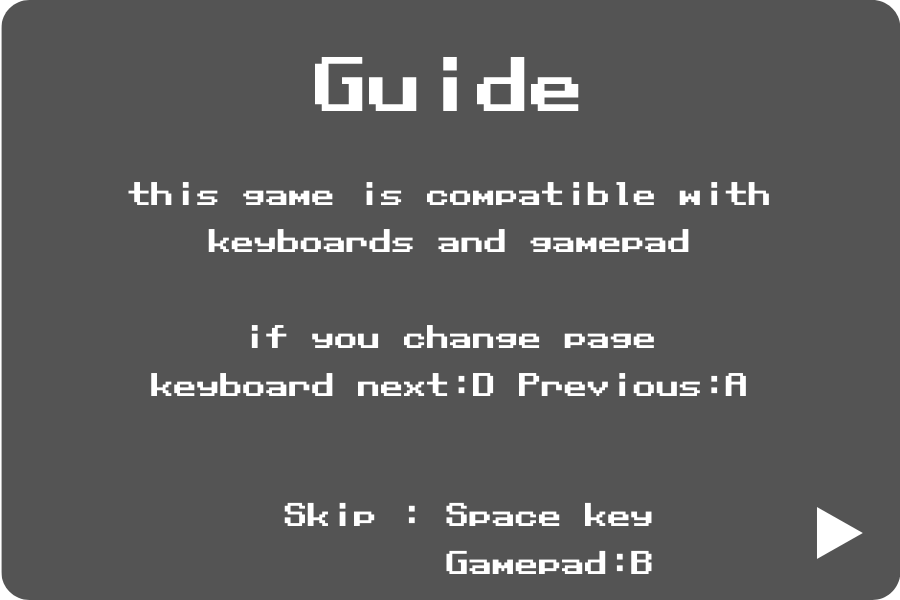 Guide
this game is compatible with
keyboards and gamepad
if you change page
keyboard next:D Previous:A
Skip : Space key
Gamepad:B